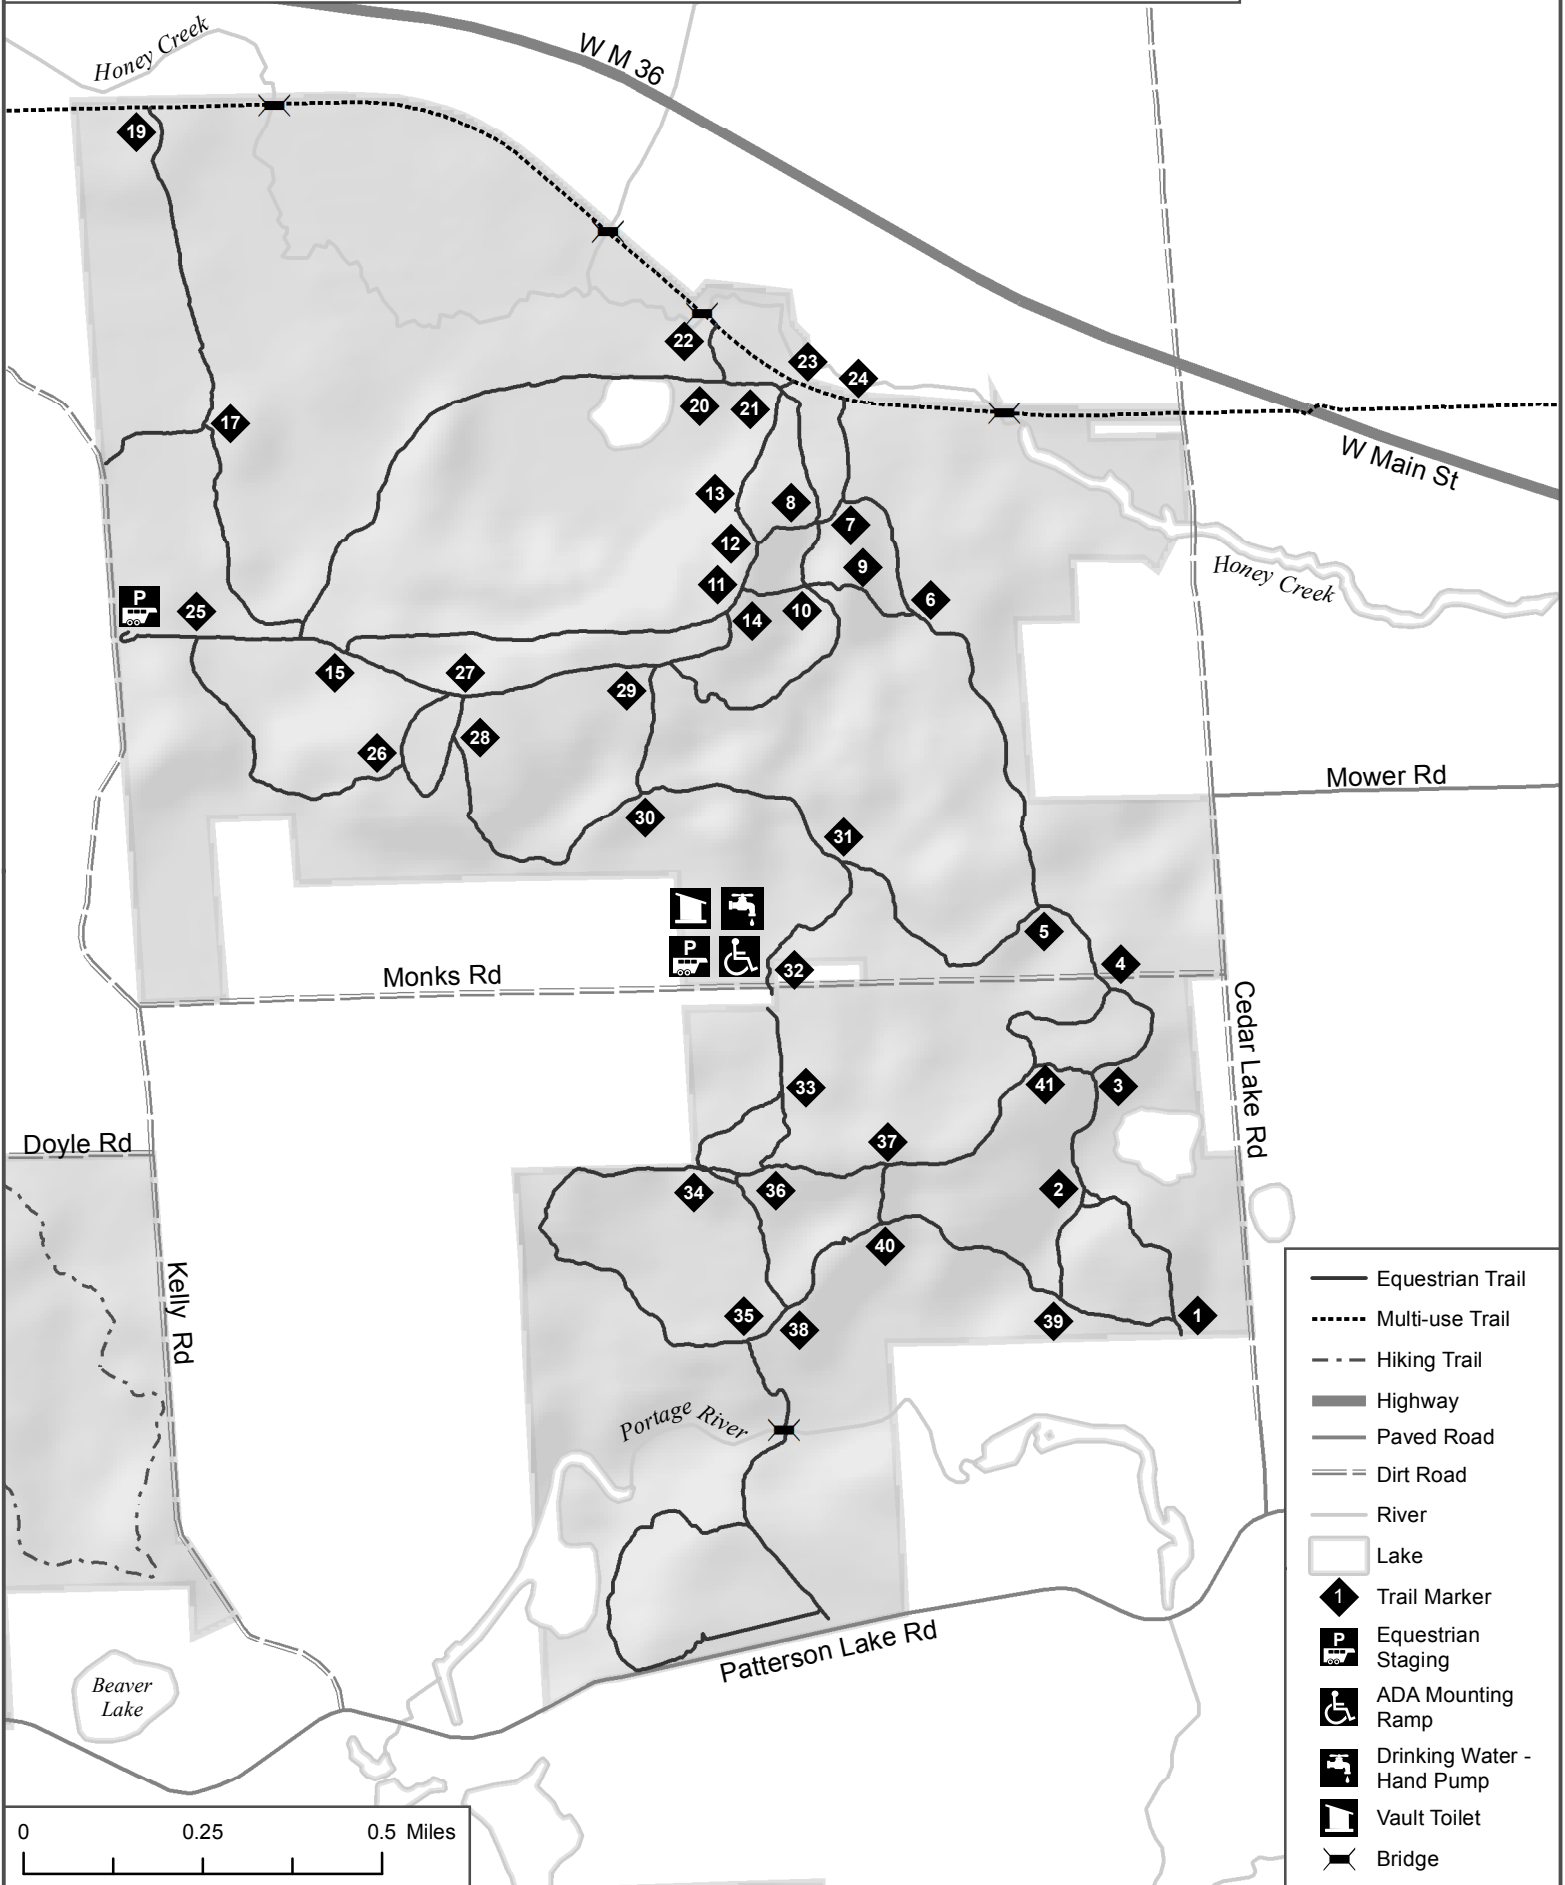 Honey Creek
W M 36
19
22
23
24
20
21
17
W Main St
13
8
7
12
9
Honey Creek
11
6
P
25
14
10
15
27
29
28
26
Mower Rd
30
31
5
P
32
4
Monks Rd
Cedar Lake Rd
33
41
3
Doyle Rd
37
34
36
2
40
Kelly Rd
35
38
39
1
Portage River
Patterson Lake Rd
Beaver
Lake
Equestrian Trail
Multi-use Trail
Hiking Trail
Highway
Paved Road
Dirt Road
River
Lake
1 Trail Marker
P Equestrian
Staging
ADA Mounting
Ramp
Drinking Water -
Hand Pump
Vault Toilet
Bridge
0 0.25 0.5 Miles